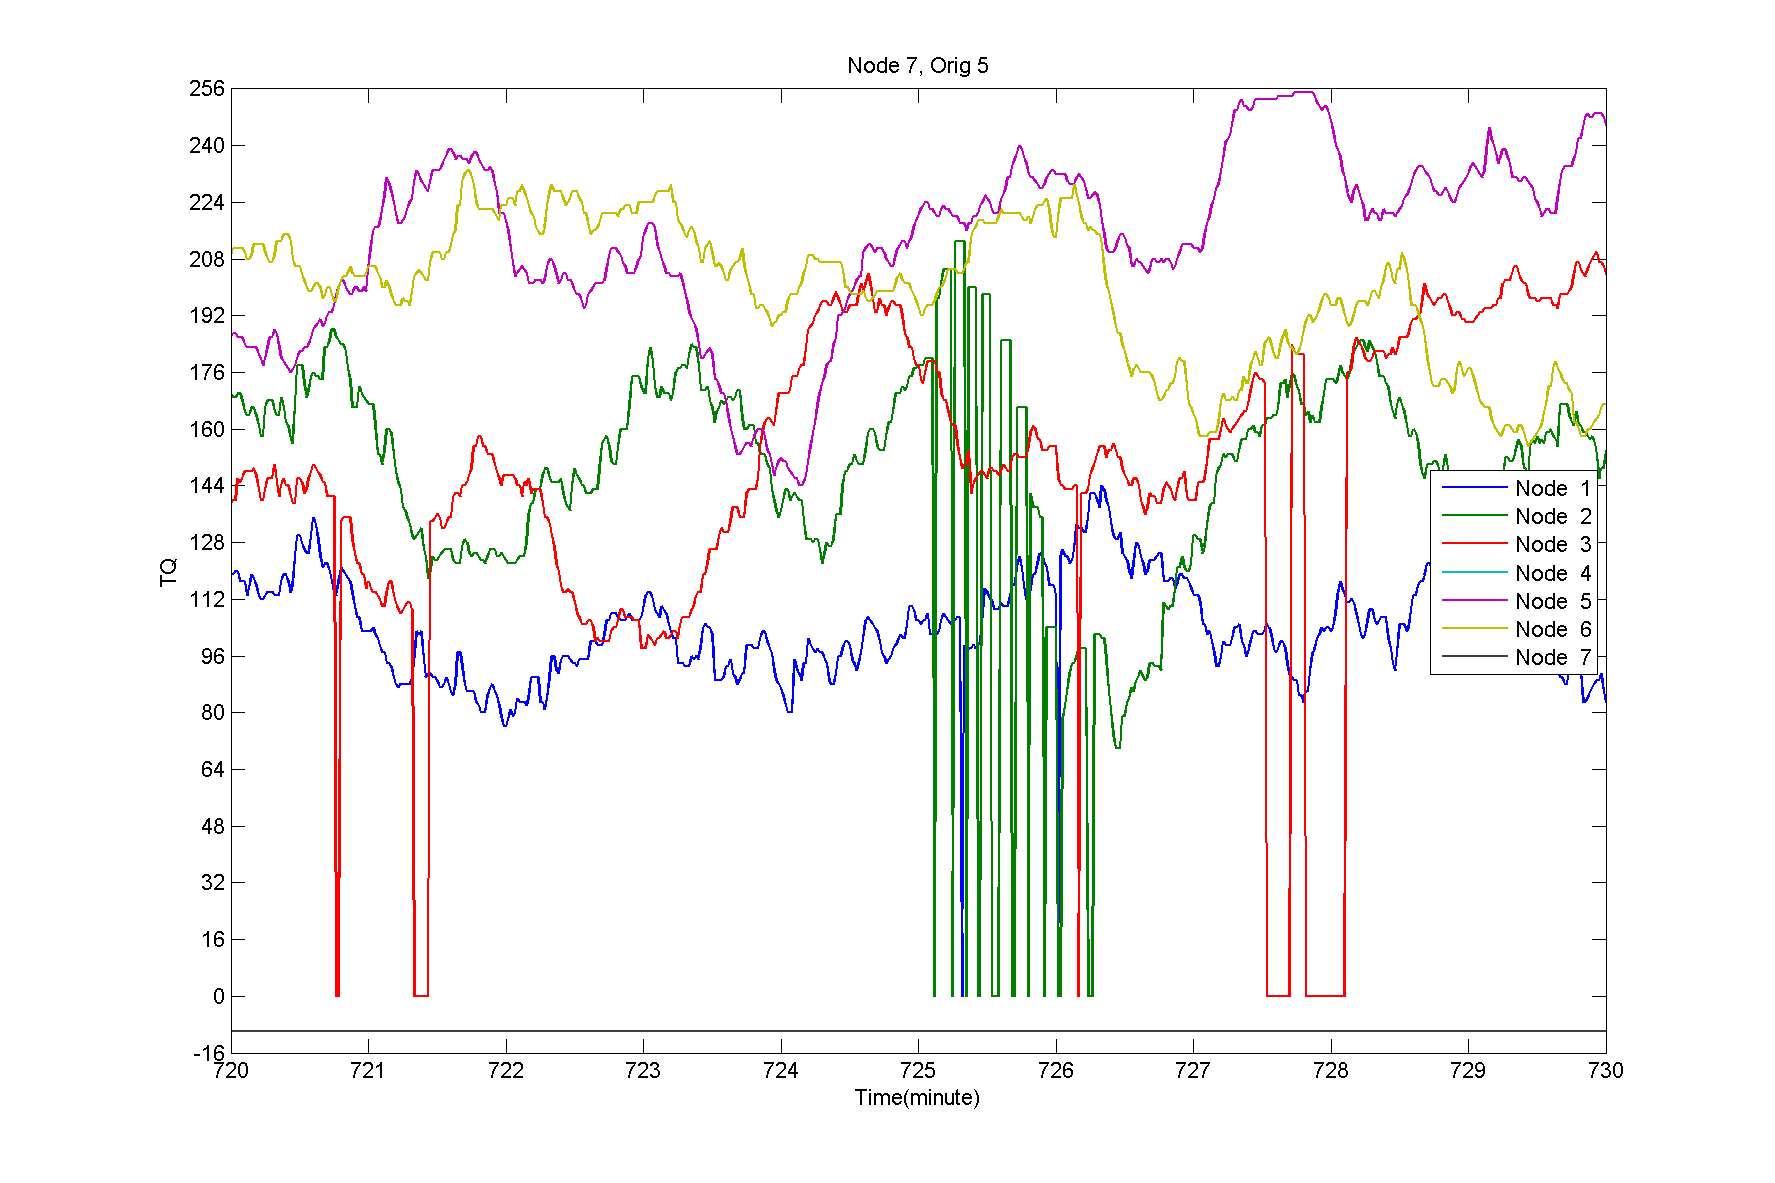 Node 7, Orig 5
256
240
224
208
192
176
160
144
128
112
96
80
64
48
32
16
0
-16
TQ
Node 1
Node 2
Node 3
Node 4
Node 5
Node 6
Node 7
720 721 722 723 724 725 726 727 728 729 730
Time(minute)